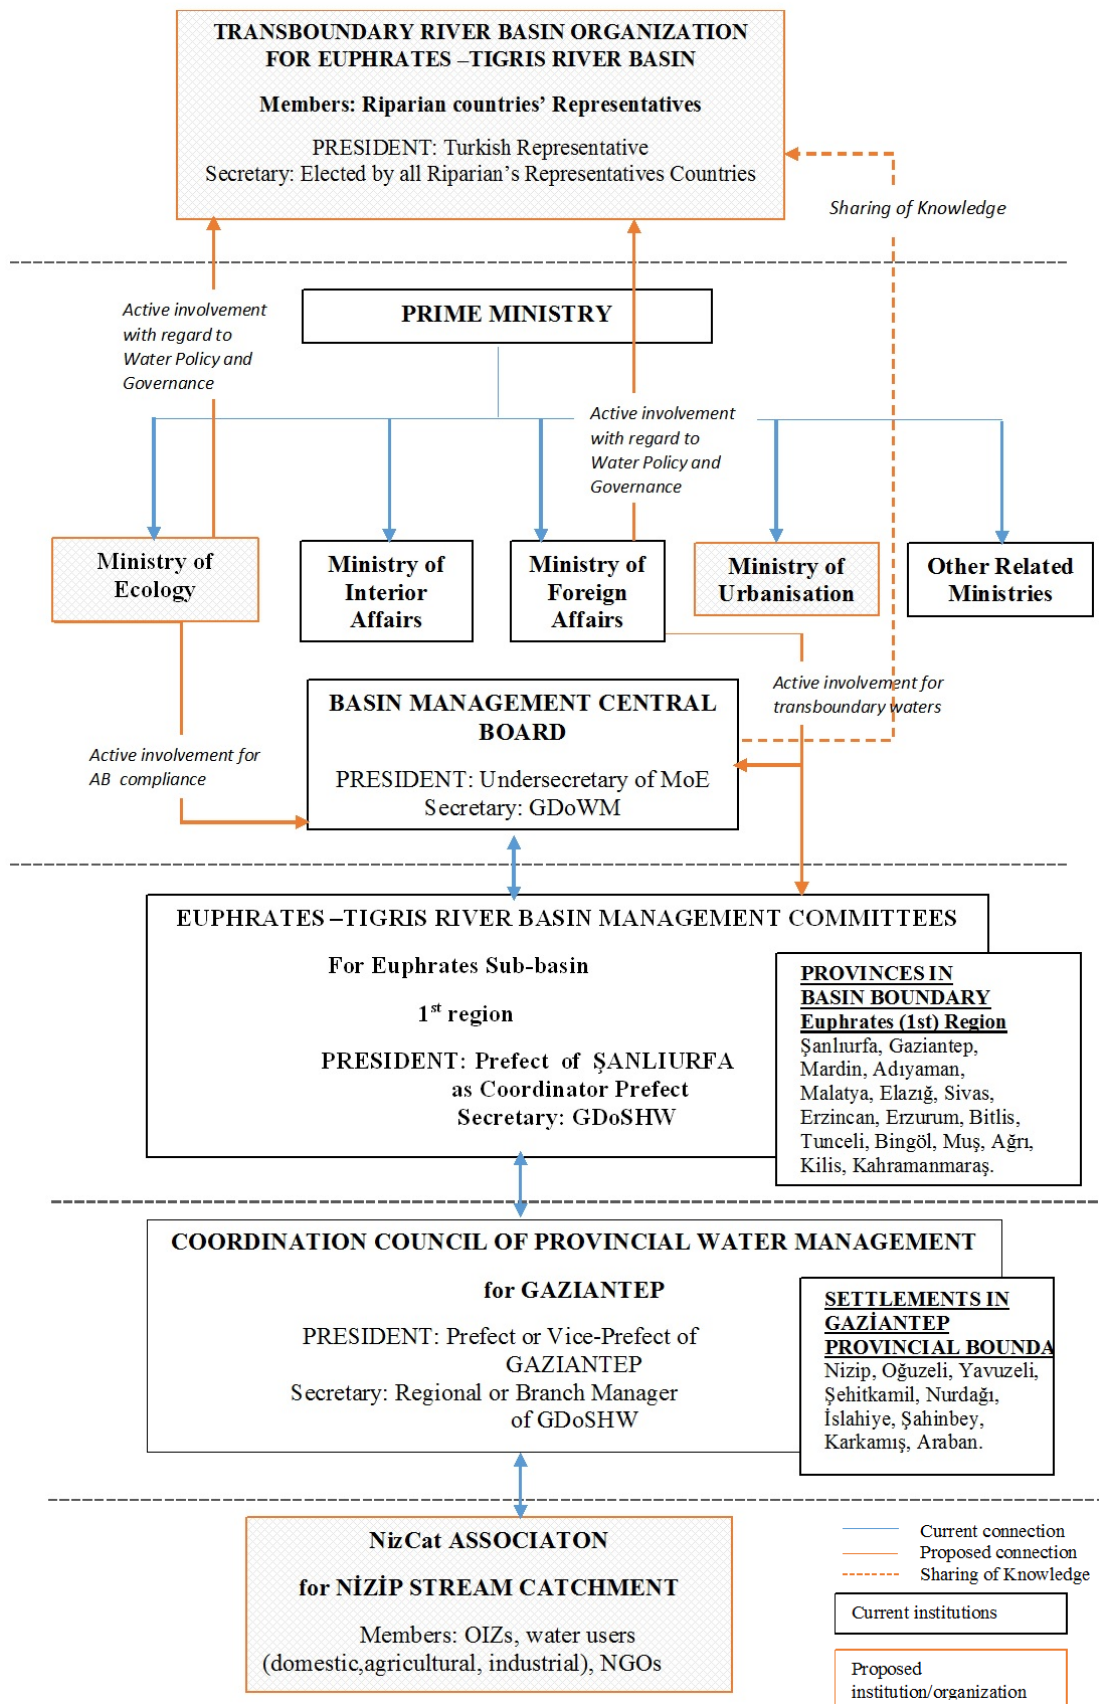 TRANSBOUNDARY RIVER BASIN ORGANIZATION
FOR EUPHRATES –TIGRIS RIVER BASIN
Members: Riparian countries’ Representatives
PRESIDENT: Turkish Representative
Secretary: Elected by all Riparian’s Representatives Countries
Sharing of Knowledge
Active involvement
with regard to
Water Policy and
Governance
PRIME MINISTRY
Active involvement
with regard to
Water Policy and
Governance
Ministry of
Ecology
Ministry of
Interior
Affairs
Ministry of
Foreign
Affairs
Ministry of
Urbanisation
Other Related
Ministries
Active involvement for
transboundary waters
BASIN MANAGEMENT CENTRAL
BOARD
PRESIDENT: Undersecretary of MoE
Secretary: GDoWM
Active involvement for
AB compliance
EUPHRATES –TIGRIS RIVER BASIN MANAGEMENT COMMITTEES
For Euphrates Sub-basin
1st region
PRESIDENT: Prefect of ŞANLIURFA
as Coordinator Prefect
Secretary: GDoSHW
PROVINCES IN
BASIN BOUNDARY
Euphrates (1st) Region
Şanlıurfa, Gaziantep,
Mardin, Adıyaman,
Malatya, Elazığ, Sivas,
Erzincan, Erzurum, Bitlis,
Tunceli, Bingöl, Muş, Ağrı,
Kilis, Kahramanmaraş.
COORDINATION COUNCIL OF PROVINCIAL WATER MANAGEMENT
for GAZIANTEP
PRESIDENT: Prefect or Vice-Prefect of
GAZIANTEP
Secretary: Regional or Branch Manager
of GDoSHW
SETTLEMENTS IN
GAZİANTEP
PROVINCIAL BOUNDA
Nizip, Oğuzeli, Yavuzeli,
Şehitkamil, Nurdağı,
İslahiye, Şahinbey,
Karkamış, Araban.
NizCat ASSOCIATON
for NİZİP STREAM CATCHMENT
Members: OIZs, water users
(domestic,agricultural, industrial), NGOs
Current connection
Proposed connection
Sharing of Knowledge
Current institutions
Proposed
institution/organization